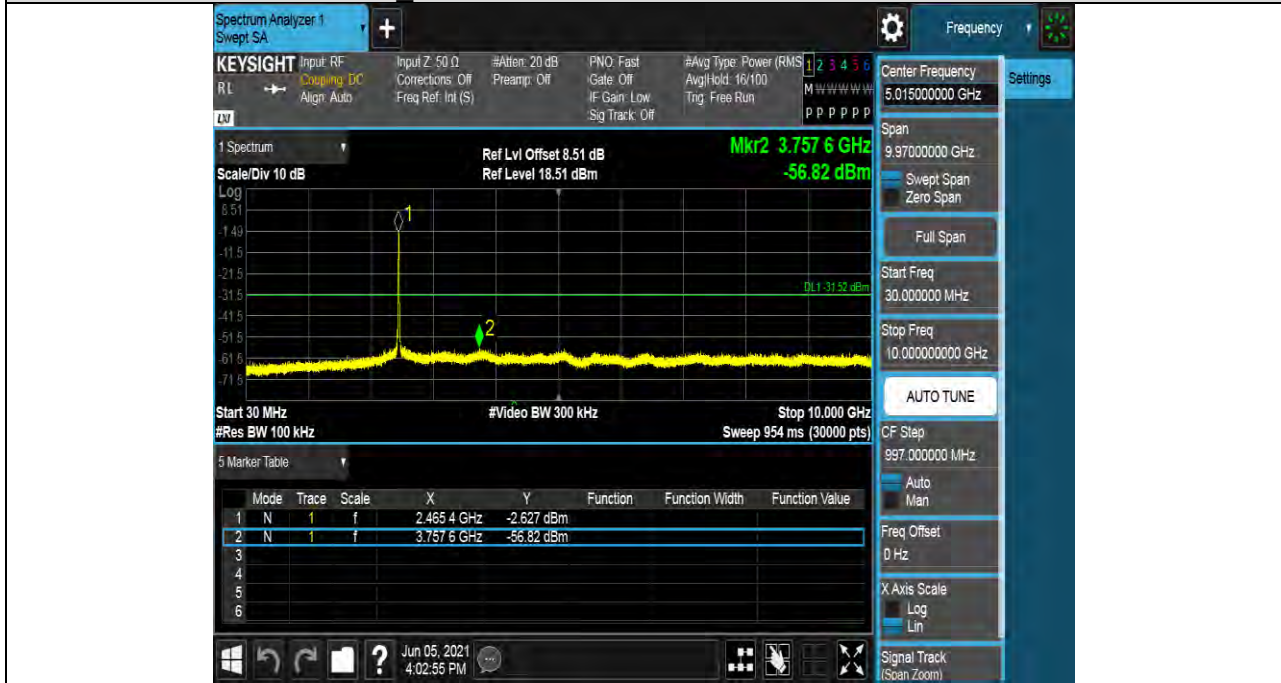 Spectrum Analyzer 1
Swept SA
+
Frequency
KEYSIGHT
RL
LXI
Input: RF
Coupling: DC
Align: Auto
Input Z: 50 Ω
Corrections: Off
Freq Ref: Int (S)
#Atten: 20 dB
Preamp: Off
PNO: Fast
Gate: Off
IF Gain: Low
Sig Track: Off
#Avg Type: Power (RMS
Avg|Hold: 16/100
Trig: Free Run
1 2 3 4 5 6
M W W W W W
P P P P P P
1 Spectrum
Scale/Div 10 dB
Ref Lvl Offset 8.51 dB
Ref Level 18.51 dBm
Mkr2 3.757 6 GHz
-56.82 dBm
Log
8.51
-1.49
-11.5
-21.5
-31.5
-41.5
-51.5
-61.5
-71.5
1
2
DL1 -31.52 dBm
Start 30 MHz
#Video BW 300 kHz
Stop 10.000 GHz
#Res BW 100 kHz
Sweep 954 ms (30000 pts)
5 Marker Table
Mode Trace Scale X Y Function Function Width Function Value
1 N 1 f 2.465 4 GHz -2.627 dBm
2 N 1 f 3.757 6 GHz -56.82 dBm
3
4
5
6
?
Jun 05, 2021
4:02:55 PM
Center Frequency
5.015000000 GHz
Settings
Span
9.97000000 GHz
Swept Span
Zero Span
Full Span
Start Freq
30.000000 MHz
Stop Freq
10.000000000 GHz
AUTO TUNE
CF Step
997.000000 MHz
Auto
Man
Freq Offset
0 Hz
X Axis Scale
Log
Lin
Signal Track
(Span Zoom)